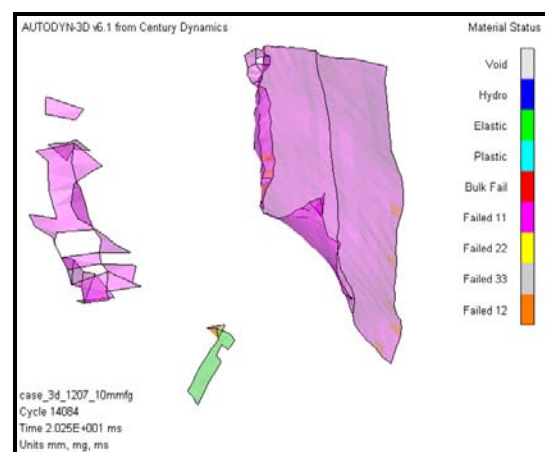 AUTODYN-3D v6.1 from Century Dynamics
Material Status
Void
Hydro
Elastic
Plastic
Bulk Fail
Failed 11
Failed 22
Failed 33
Failed 12
case_3d_1207_10mmfg
Cycle 14084
Time 2.025E+001 ms
Units mm, mg, ms